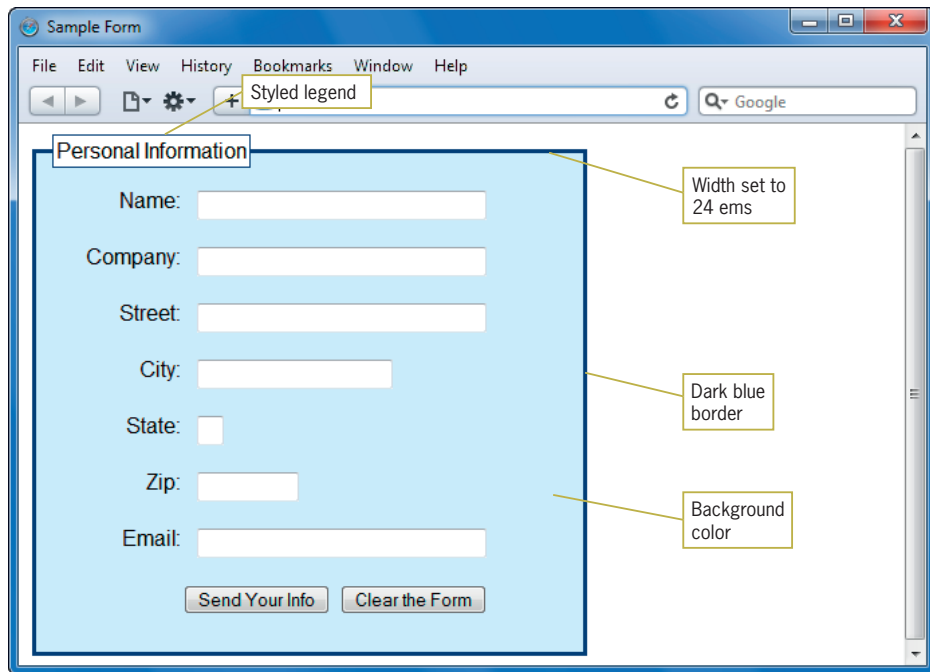 Sample Form
File Edit View History Bookmarks Window Help
Styled legend
Google
Personal Information
Width set to
24 ems
Name:
Company:
Street:
City:
Dark blue
border
State:
Zip:
Background
color
Email:
Send Your Info Clear the Form